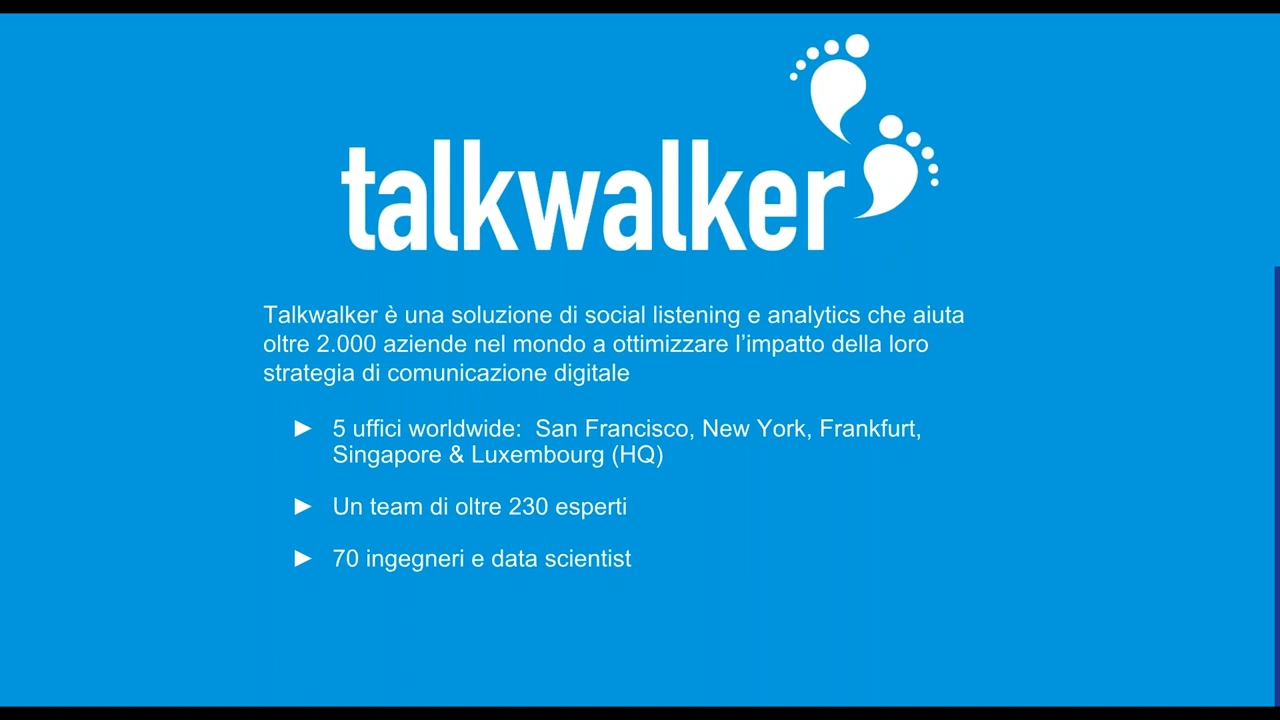 talkwalker
Talkwalker è una soluzione di social listening e analytics che aiuta
oltre 2.000 aziende nel mondo a ottimizzare l’impatto della loro
strategia di comunicazione digitale
► 5 uffici worldwide:  San Francisco, New York, Frankfurt,
Singapore & Luxembourg (HQ)
► Un team di oltre 230 esperti
► 70 ingegneri e data scientist